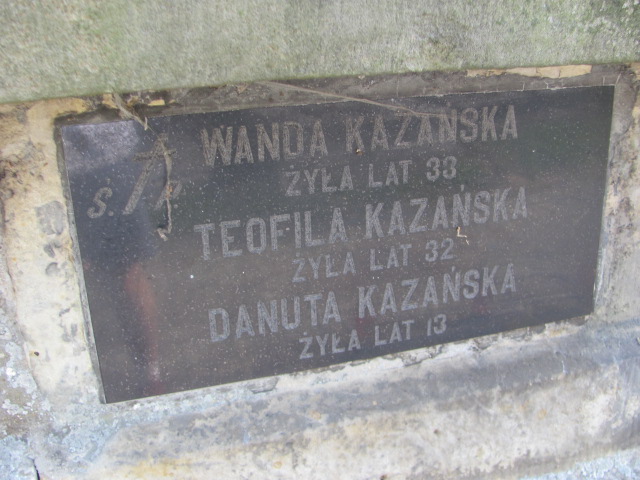 Ś. P.
WANDA KAZAŃSKA
ŻYŁA LAT 33
TEOFILA KAZAŃSKA
ŻYŁA LAT 32
DANUTA KAZAŃSKA
ŻYŁA LAT 13